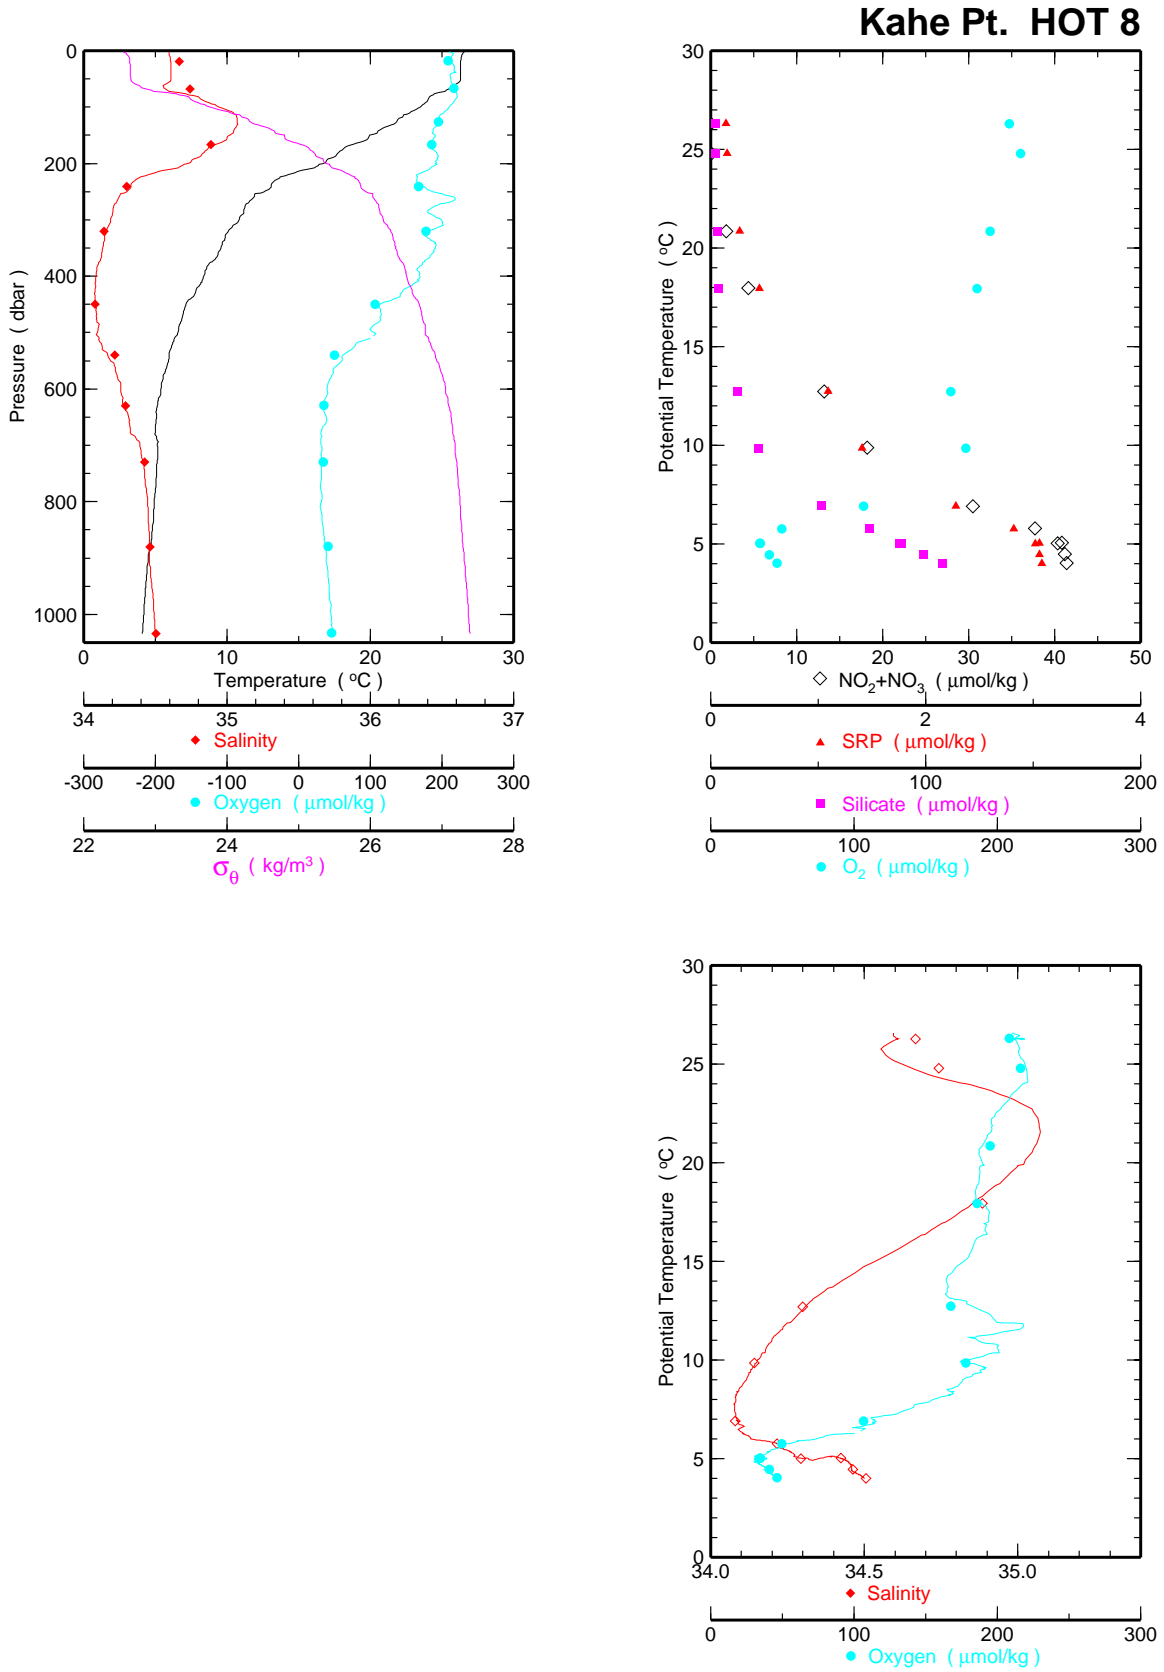 Kahe Pt. HOT 8
0
200
400
600
800
1000
Pressure ( dbar )
0 10 20 30
Temperature ( °C )
34 35 36 37
Salinity
-300 -200 -100 0 100 200 300
Oxygen ( μmol/kg )
22 24 26 28
σθ ( kg/m³ )
30
25
20
15
10
5
0
Potential Temperature ( °C )
0 10 20 30 40 50
NO₂+NO₃ ( μmol/kg )
0 2 4
SRP ( μmol/kg )
0 100 200
Silicate ( μmol/kg )
0 100 200 300
O₂ ( μmol/kg )
30
25
20
15
10
5
0
Potential Temperature ( °C )
34.0 34.5 35.0
Salinity
0 100 200 300
Oxygen ( μmol/kg )